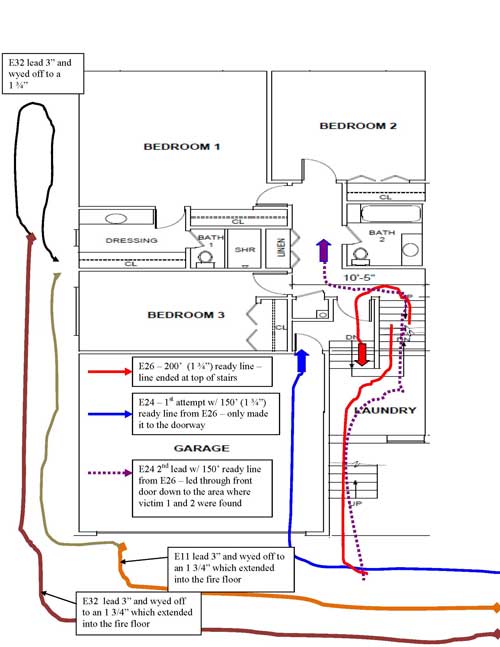 E32 lead 3” and
wyed off to a
1 ¾”
BEDROOM 1
BEDROOM 2
CL
CL
DRESSING
BATH
1
SHR
LINEN
BATH
2
CL
10'-5"
BEDROOM 3
CL
DN
E26 – 200’ (1 ¾”) ready line –
line ended at top of stairs
E24 – 1st attempt w/ 150’ (1 ¾”)
ready line from E26 – only made
it to the doorway
LAUNDRY
GARAGE
E24 2nd lead w/ 150’ ready line
from E26 – led through front
door down to the area where
victim 1 and 2 were found
UP
E11 lead 3” and wyed off to
an 1 ¾” which extended
into the fire floor
E32 lead 3” and wyed off
to an 1 3/4” which extended
into the fire floor